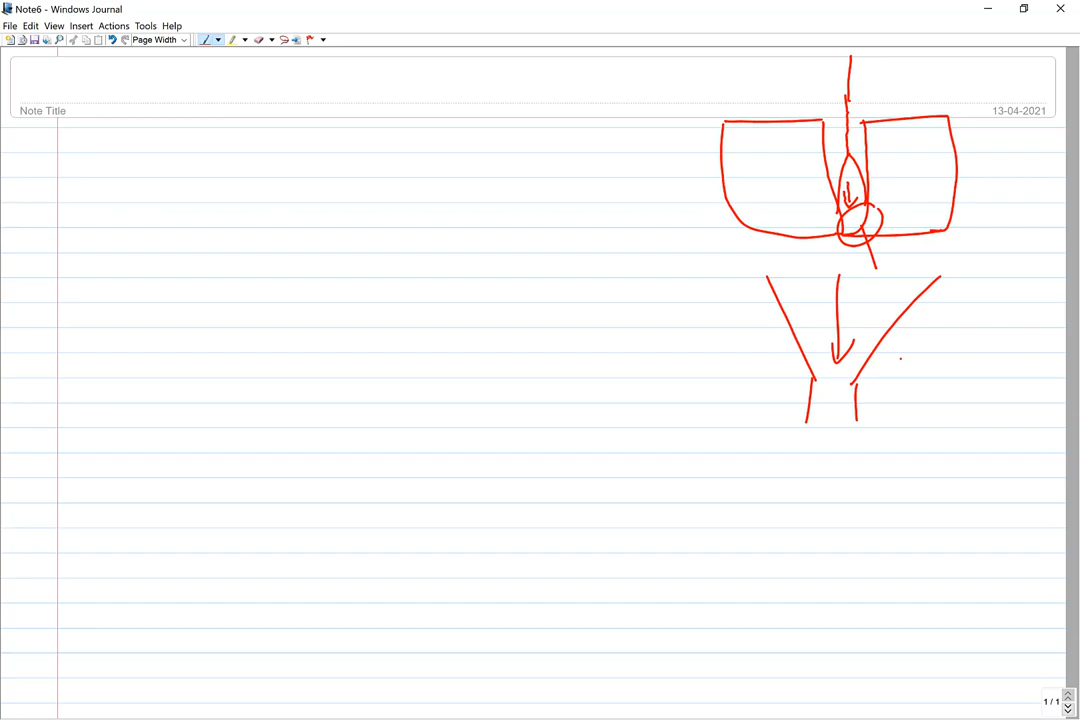 Note6 - Windows Journal
File Edit View Insert Actions Tools Help
Page Width
Note Title
13-04-2021
1 / 1